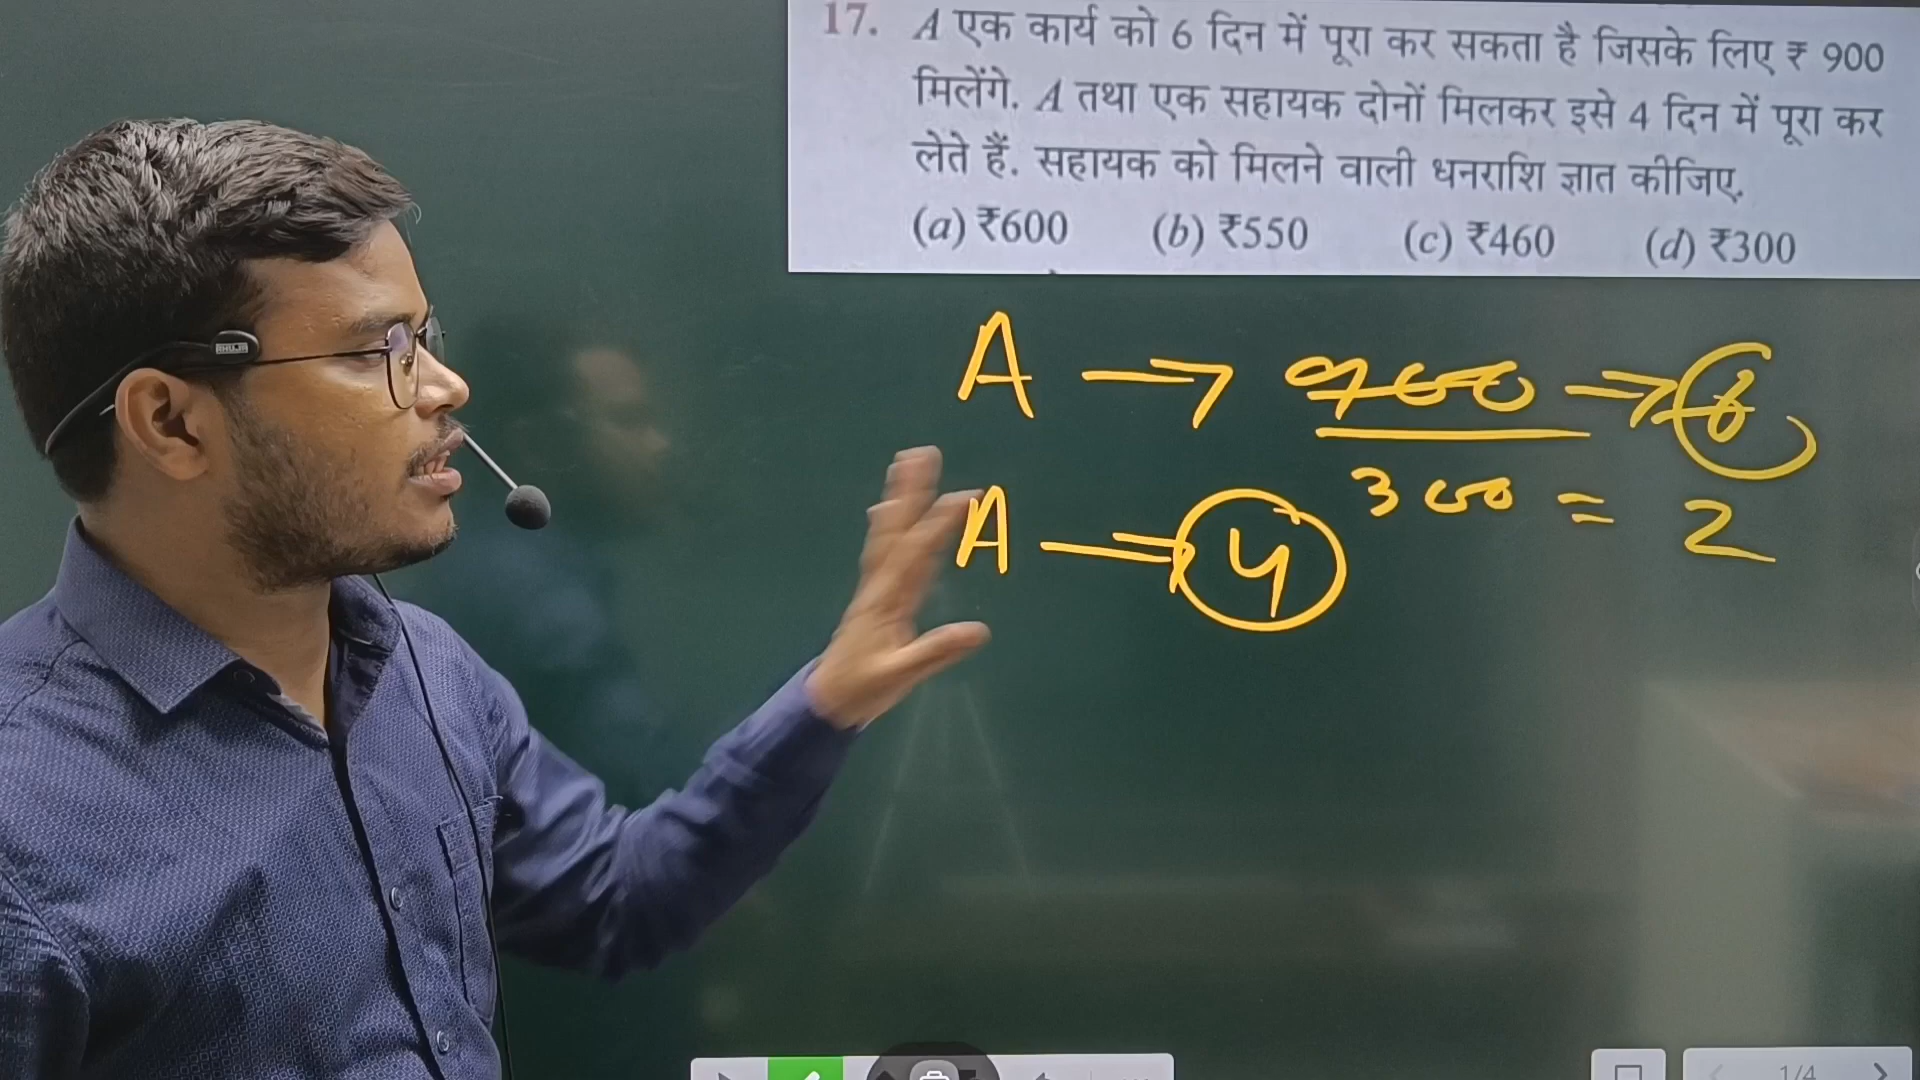 17. A एक कार्य को 6 दिन में पूरा कर सकता है जिसके लिए ₹ 900
मिलेंगे. A तथा एक सहायक दोनों मिलकर इसे 4 दिन में पूरा कर
लेते हैं. सहायक को मिलने वाली धनराशि ज्ञात कीजिए.
(a) ₹600 (b) ₹550 (c) ₹460 (d) ₹300
A → 900 → 6
300 = 2
A → 4
AHUJA
1/4